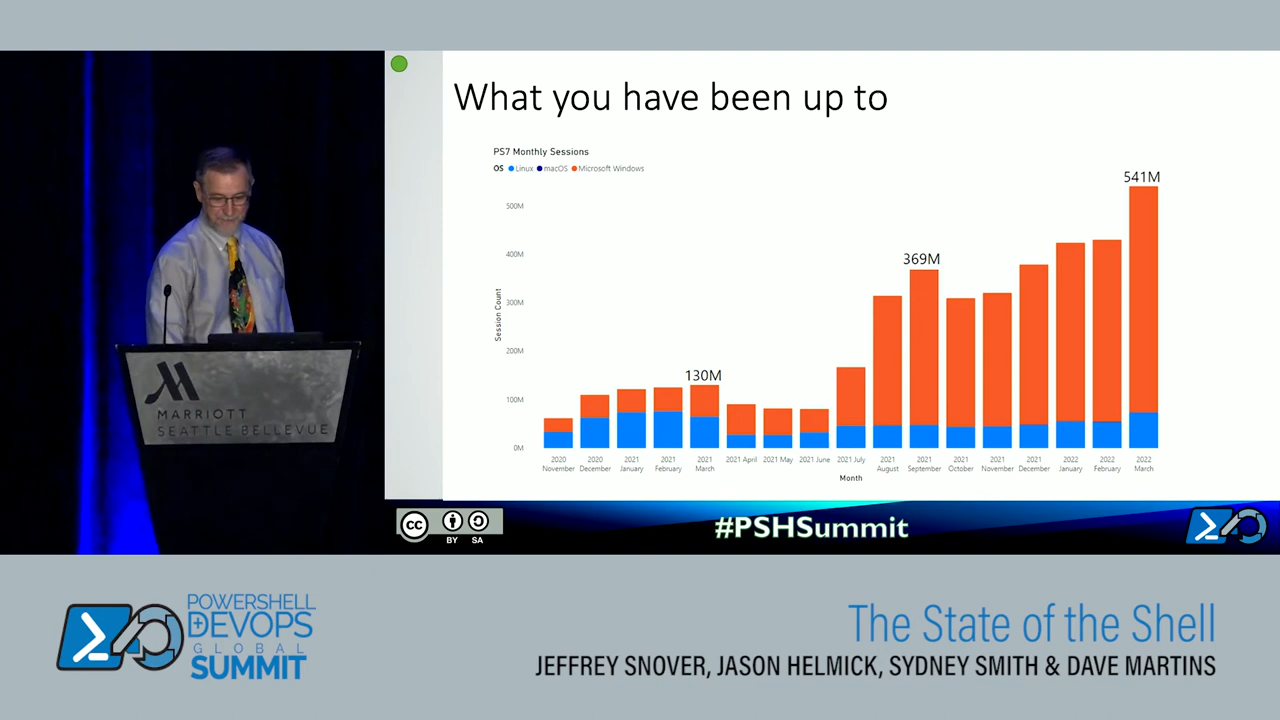 What you have been up to
PS7 Monthly Sessions
OS Linux macOS Microsoft Windows
Session Count
500M
400M
300M
200M
100M
0M
130M
369M
541M
2020 November
2020 December
2021 January
2021 February
2021 March
2021 April
2021 May
2021 June
2021 July
2021 August
2021 September
2021 October
2021 November
2021 December
2022 January
2022 February
2022 March
Month
MARRIOTT
SEATTLE BELLEVUE
cc
BY SA
#PSHSummit
POWERSHELL
+DEVOPS
GLOBAL
SUMMIT
The State of the Shell
JEFFREY SNOVER, JASON HELMICK, SYDNEY SMITH & DAVE MARTINS